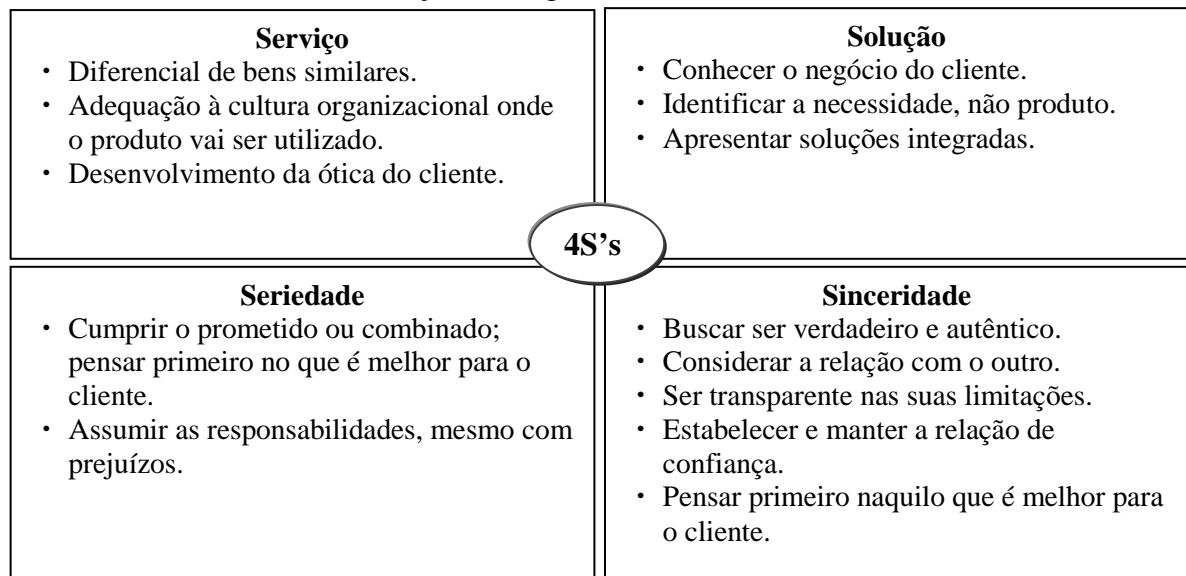 Serviço
· Diferencial de bens similares.
· Adequação à cultura organizacional onde
o produto vai ser utilizado.
· Desenvolvimento da ótica do cliente.
Solução
· Conhecer o negócio do cliente.
· Identificar a necessidade, não produto.
· Apresentar soluções integradas.
4S’s
Seriedade
· Cumprir o prometido ou combinado;
pensar primeiro no que é melhor para o
cliente.
· Assumir as responsabilidades, mesmo com
prejuízos.
Sinceridade
· Buscar ser verdadeiro e autêntico.
· Considerar a relação com o outro.
· Ser transparente nas suas limitações.
· Estabelecer e manter a relação de
confiança.
· Pensar primeiro naquilo que é melhor para
o cliente.